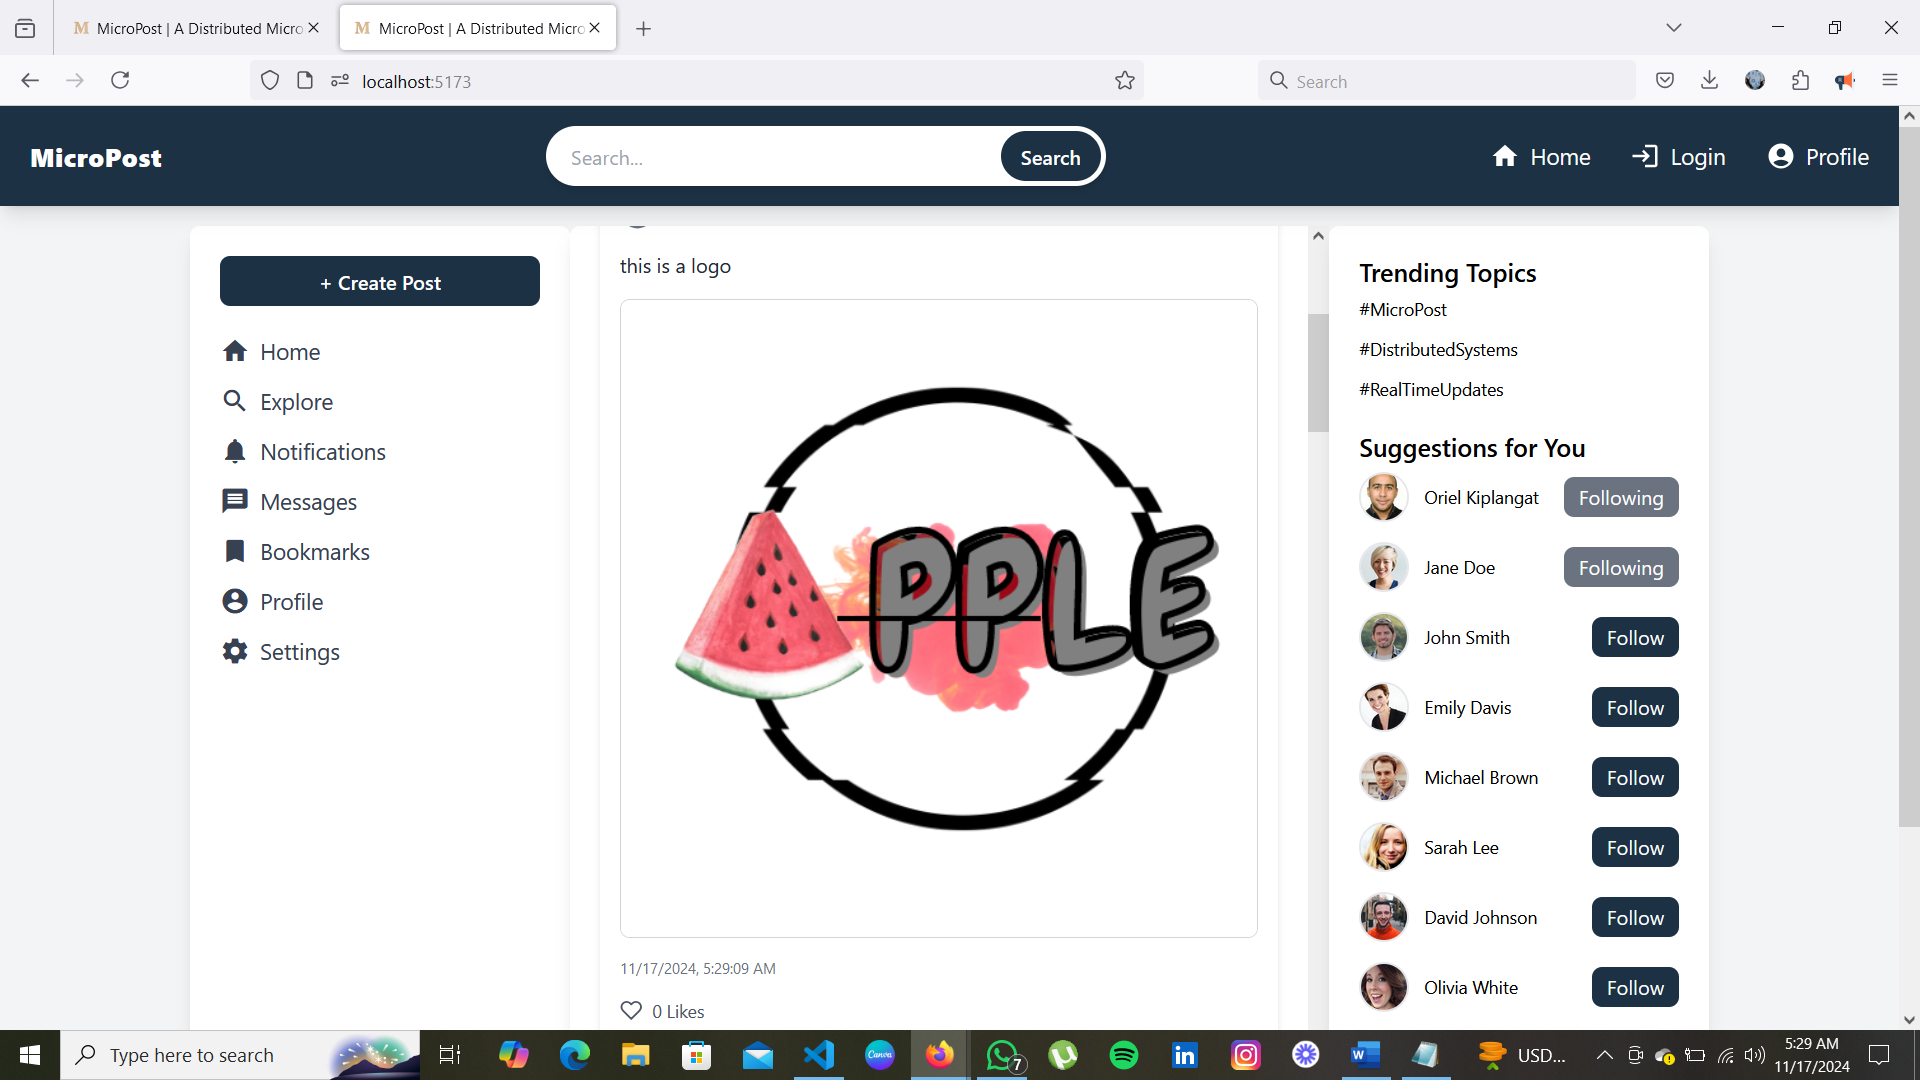 MicroPost | A Distributed Micro
MicroPost | A Distributed Micro
localhost:5173
Search
MicroPost
Search...
Search
Home
Login
Profile
+ Create Post
Home
Explore
Notifications
Messages
Bookmarks
Profile
Settings
this is a logo
PPLE
11/17/2024, 5:29:09 AM
0 Likes
Trending Topics
#MicroPost
#DistributedSystems
#RealTimeUpdates
Suggestions for You
Oriel Kiplangat
Following
Jane Doe
Following
John Smith
Follow
Emily Davis
Follow
Michael Brown
Follow
Sarah Lee
Follow
David Johnson
Follow
Olivia White
Follow
Type here to search
Canva
7
USD...
5:29 AM
11/17/2024